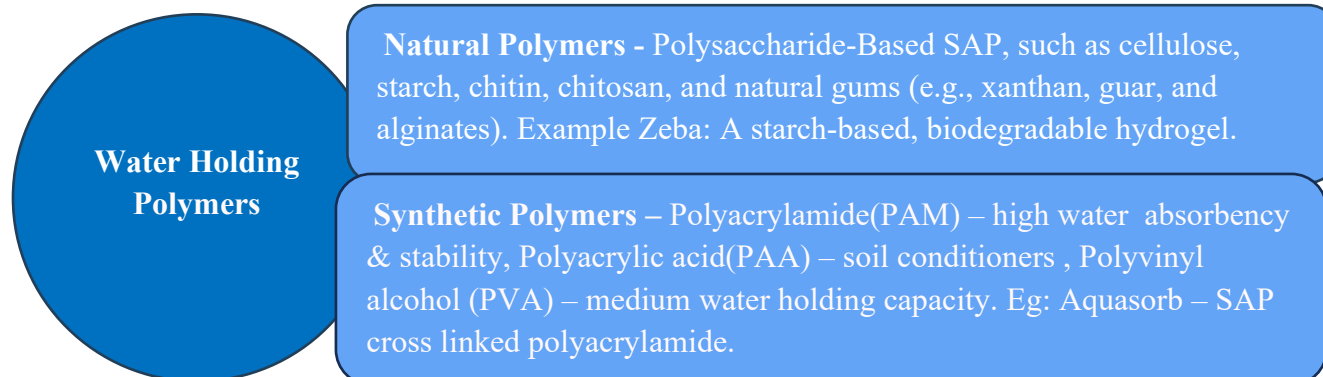 Water Holding
Polymers
Natural Polymers - Polysaccharide-Based SAP, such as cellulose,
starch, chitin, chitosan, and natural gums (e.g., xanthan, guar, and
alginates). Example Zeba: A starch-based, biodegradable hydrogel.
Synthetic Polymers – Polyacrylamide(PAM) – high water absorbency
& stability, Polyacrylic acid(PAA) – soil conditioners , Polyvinyl
alcohol (PVA) – medium water holding capacity. Eg: Aquasorb – SAP
cross linked polyacrylamide.